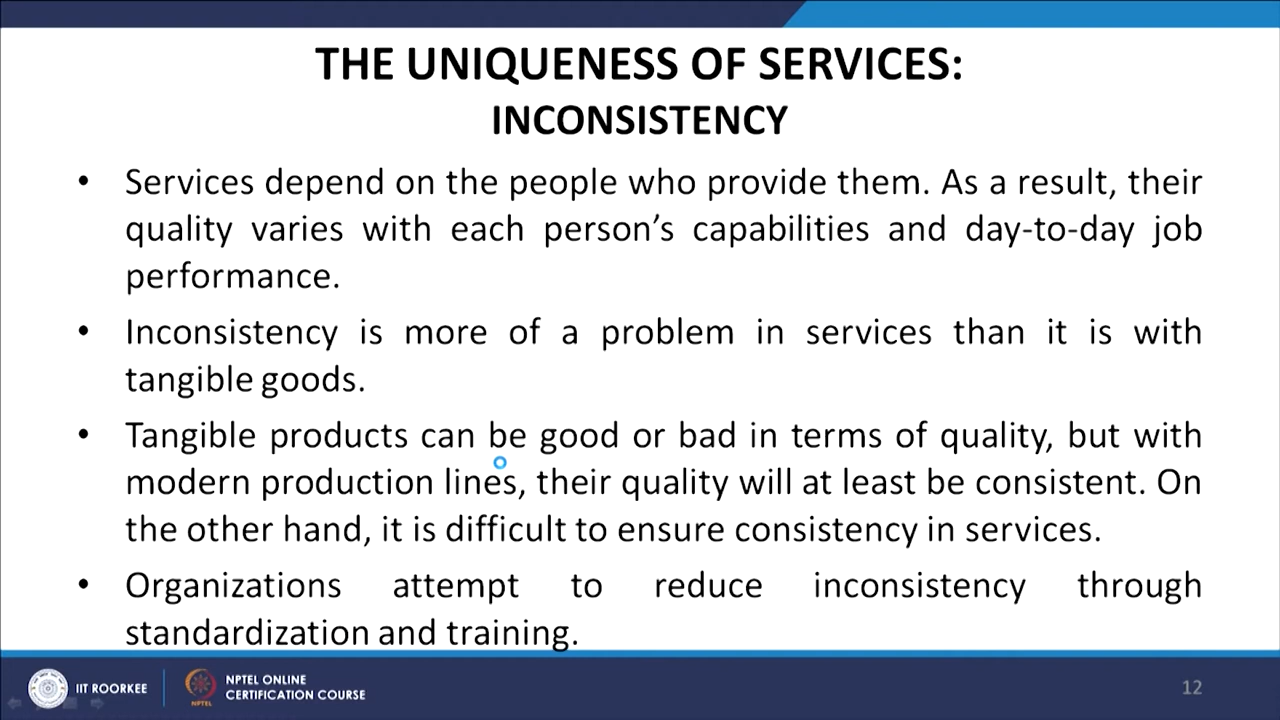 THE UNIQUENESS OF SERVICES:
INCONSISTENCY
• Services depend on the people who provide them. As a result, their
quality varies with each person’s capabilities and day-to-day job
performance.
• Inconsistency is more of a problem in services than it is with
tangible goods.
• Tangible products can be good or bad in terms of quality, but with
modern production lines, their quality will at least be consistent. On
the other hand, it is difficult to ensure consistency in services.
• Organizations attempt to reduce inconsistency through
standardization and training.
IIT ROORKEE
NPTEL
NPTEL ONLINE
CERTIFICATION COURSE
12